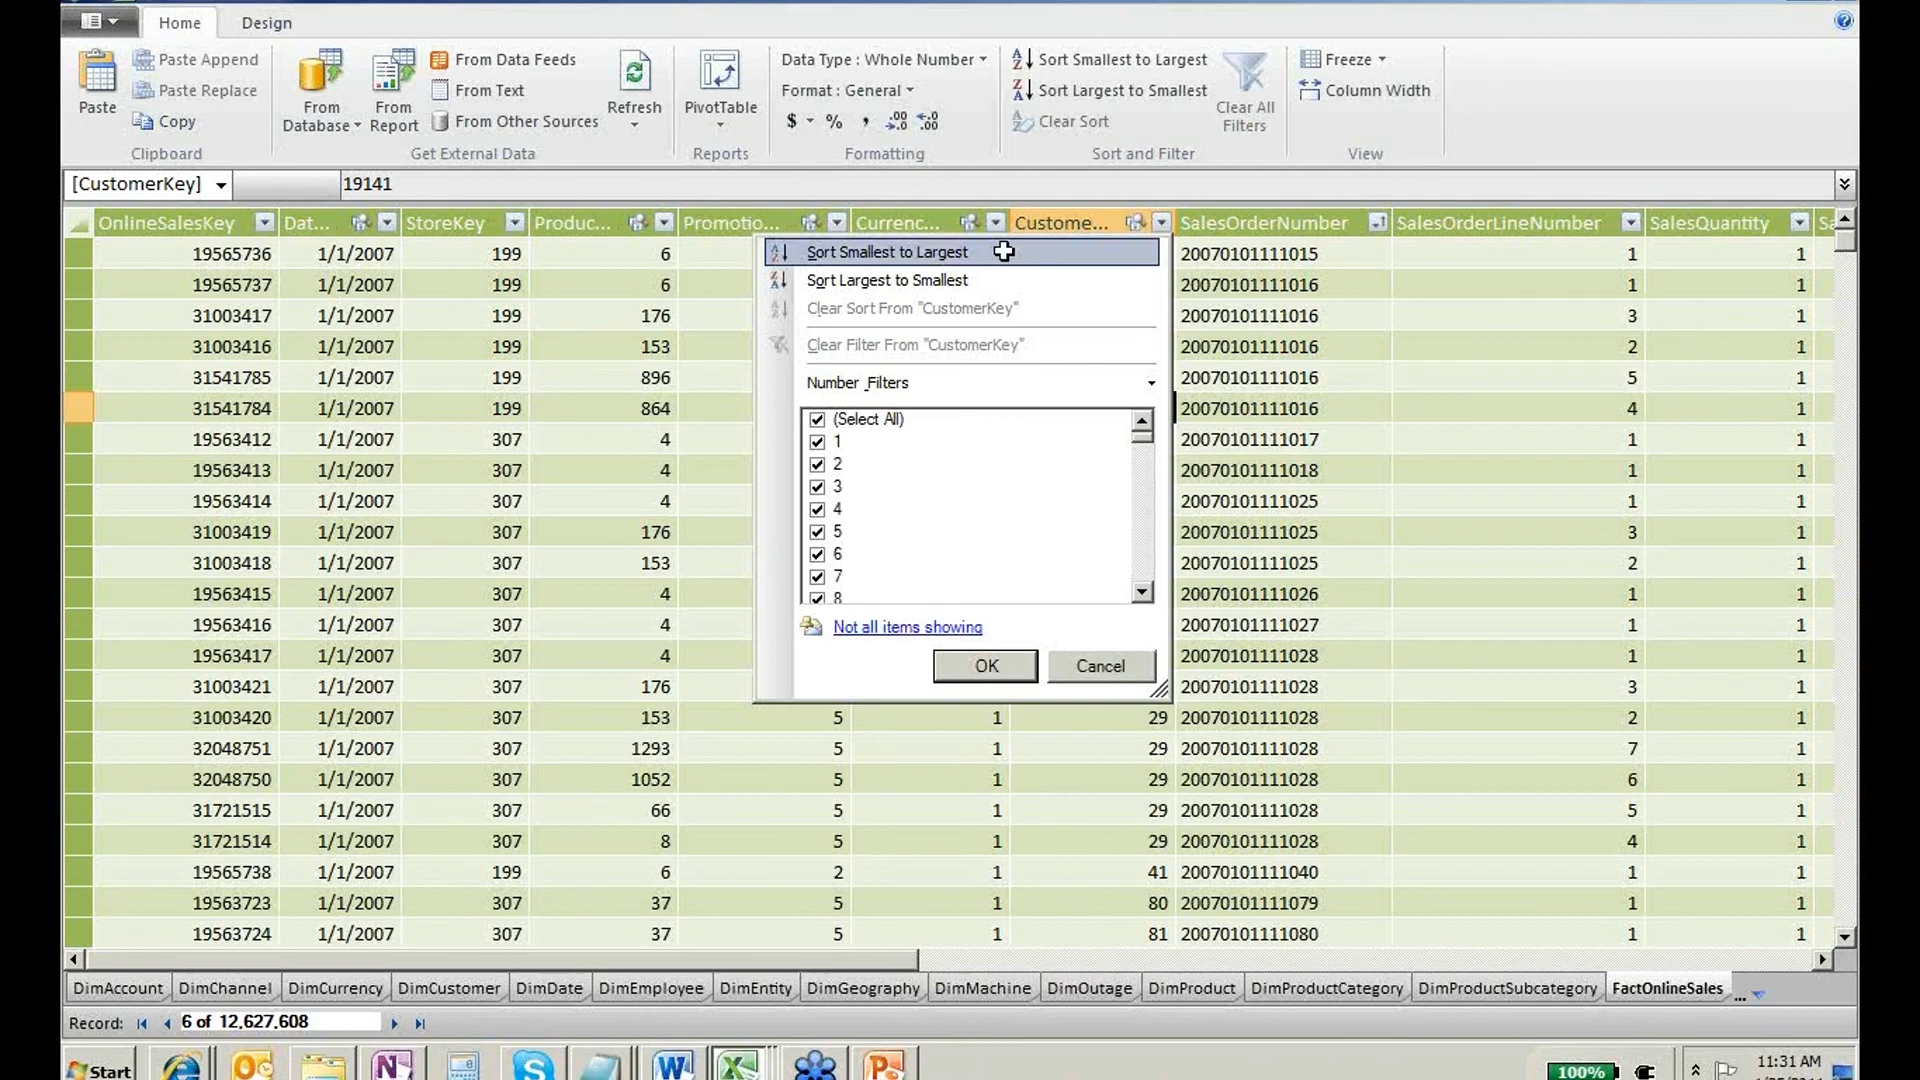 Home Design
Paste
Paste Append
Paste Replace
Copy
Clipboard
From Database
From Report
From Data Feeds
From Text
From Other Sources
Get External Data
Refresh
PivotTable
Reports
Data Type : Whole Number
Format : General
$ % , .00 .00
Formatting
Sort Smallest to Largest
Sort Largest to Smallest
Clear Sort
Clear All Filters
Sort and Filter
Freeze
Column Width
View
[CustomerKey] 19141
OnlineSalesKey Dat... StoreKey Produc... Promotio... Currenc... Custome... SalesOrderNumber SalesOrderLineNumber SalesQuantity Sa
19565736 1/1/2007 199 6 20070101111015 1 1
19565737 1/1/2007 199 6 20070101111016 1 1
31003417 1/1/2007 199 176 20070101111016 3 1
31003416 1/1/2007 199 153 20070101111016 2 1
31541785 1/1/2007 199 896 20070101111016 5 1
31541784 1/1/2007 199 864 20070101111016 4 1
19563412 1/1/2007 307 4 20070101111017 1 1
19563413 1/1/2007 307 4 20070101111018 1 1
19563414 1/1/2007 307 4 20070101111025 1 1
31003419 1/1/2007 307 176 20070101111025 3 1
31003418 1/1/2007 307 153 20070101111025 2 1
19563415 1/1/2007 307 4 20070101111026 1 1
19563416 1/1/2007 307 4 20070101111027 1 1
19563417 1/1/2007 307 4 20070101111028 1 1
31003421 1/1/2007 307 176 20070101111028 3 1
31003420 1/1/2007 307 153 5 1 29 20070101111028 2 1
32048751 1/1/2007 307 1293 5 1 29 20070101111028 7 1
32048750 1/1/2007 307 1052 5 1 29 20070101111028 6 1
31721515 1/1/2007 307 66 5 1 29 20070101111028 5 1
31721514 1/1/2007 307 8 5 1 29 20070101111028 4 1
19565738 1/1/2007 199 6 2 1 41 20070101111040 1 1
19563723 1/1/2007 307 37 5 1 80 20070101111079 1 1
19563724 1/1/2007 307 37 5 1 81 20070101111080 1 1
Sort Smallest to Largest
Sort Largest to Smallest
Clear Sort From "CustomerKey"
Clear Filter From "CustomerKey"
Number Filters
(Select All)
1
2
3
4
5
6
7
8
Not all items showing
OK Cancel
DimAccount DimChannel DimCurrency DimCustomer DimDate DimEmployee DimEntity DimGeography DimMachine DimOutage DimProduct DimProductCategory DimProductSubcategory FactOnlineSales ...
Record: 6 of 12,627,608
Start 100% 11:31 AM